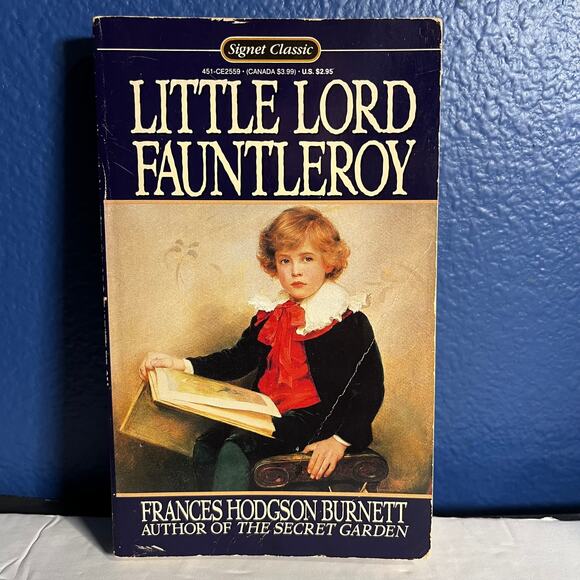 Signet Classic
451-CE2559 • (CANADA $3.99) • U.S. $2.95
LITTLE LORD
FAUNTLEROY
FRANCES HODGSON BURNETT
AUTHOR OF THE SECRET GARDEN